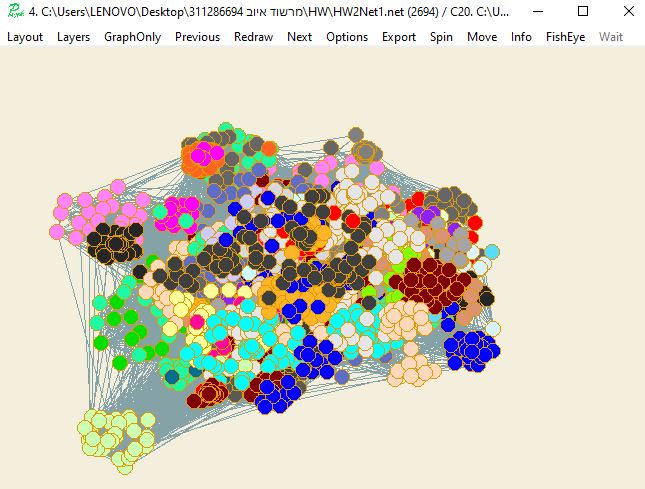 4. C:\Users\LENOVO\Desktop\311286694 מרשוד איוב\HW\HW2Net1.net (2694) / C20. C:\U...
Layout Layers GraphOnly Previous Redraw Next Options Export Spin Move Info FishEye Wait